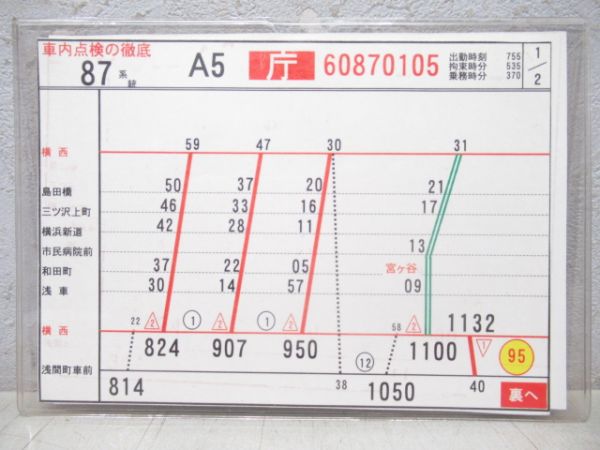 車内点検の徹底
87 系統 A5 庁 60870105 出勤時刻 755 1/2
拘束時分 535
乗務時分 370
横西 59 47 30 31
島田橋 50 37 20 21
三ツ沢上町 46 33 16 17
横浜新道 42 28 11
市民病院前 13
和田町 37 22 05 宮ヶ谷
浅車 30 14 57 09
横西 22 2 1 2 1 2 58 2 1132
824 907 950 12 1100 1 95
浅間町車前 814 38 1050 40 裏へ